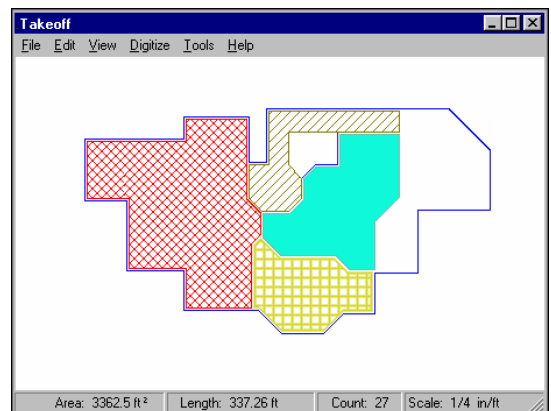 Takeoff
File Edit View Digitize Tools Help
Area: 3362.5 ft² Length: 337.26 ft Count: 27 Scale: 1/4 in/ft